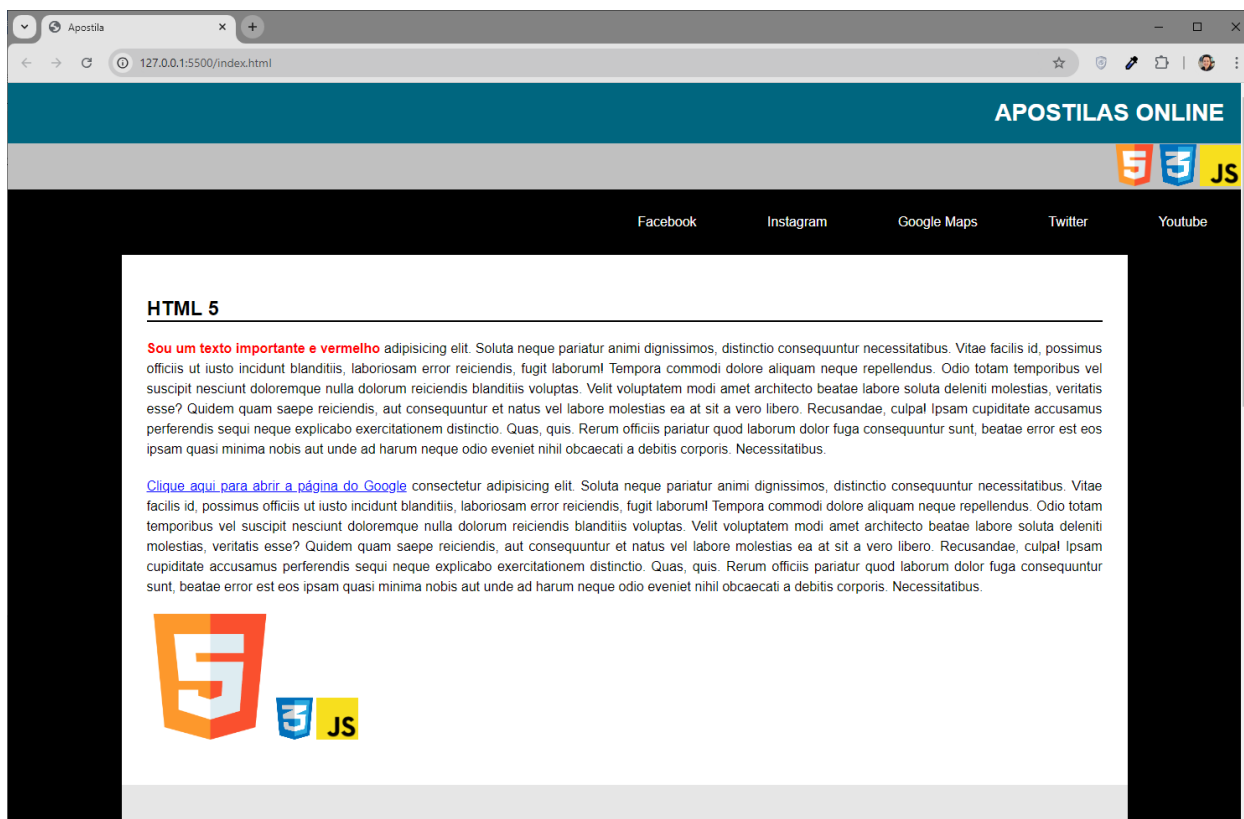 Apostila
127.0.0.1:5500/index.html
APOSTILAS ONLINE
5 3 JS
Facebook Instagram Google Maps Twitter Youtube
HTML 5
Sou um texto importante e vermelho adipisicing elit. Soluta neque pariatur animi dignissimos, distinctio consequuntur necessitatibus. Vitae facilis id, possimus
officiis ut iusto incidunt blanditiis, laboriosam error reiciendis, fugit laborum! Tempora commodi dolore aliquam neque repellendus. Odio totam temporibus vel
suscipit nesciunt doloremque nulla dolorum reiciendis blanditiis voluptas. Velit voluptatem modi amet architecto beatae labore soluta deleniti molestias, veritatis
esse? Quidem quam saepe reiciendis, aut consequuntur et natus vel labore molestias ea at sit a vero libero. Recusandae, culpa! Ipsam cupiditate accusamus
perferendis sequi neque explicabo exercitationem distinctio. Quas, quis. Rerum officiis pariatur quod laborum dolor fuga consequuntur sunt, beatae error est eos
ipsam quasi minima nobis aut unde ad harum neque odio eveniet nihil obcaecati a debitis corporis. Necessitatibus.
Clique aqui para abrir a página do Google consectetur adipisicing elit. Soluta neque pariatur animi dignissimos, distinctio consequuntur necessitatibus. Vitae
facilis id, possimus officiis ut iusto incidunt blanditiis, laboriosam error reiciendis, fugit laborum! Tempora commodi dolore aliquam neque repellendus. Odio totam
temporibus vel suscipit nesciunt doloremque nulla dolorum reiciendis blanditiis voluptas. Velit voluptatem modi amet architecto beatae labore soluta deleniti
molestias, veritatis esse? Quidem quam saepe reiciendis, aut consequuntur et natus vel labore molestias ea at sit a vero libero. Recusandae, culpa! Ipsam
cupiditate accusamus perferendis sequi neque explicabo exercitationem distinctio. Quas, quis. Rerum officiis pariatur quod laborum dolor fuga consequuntur
sunt, beatae error est eos ipsam quasi minima nobis aut unde ad harum neque odio eveniet nihil obcaecati a debitis corporis. Necessitatibus.
5 3 JS